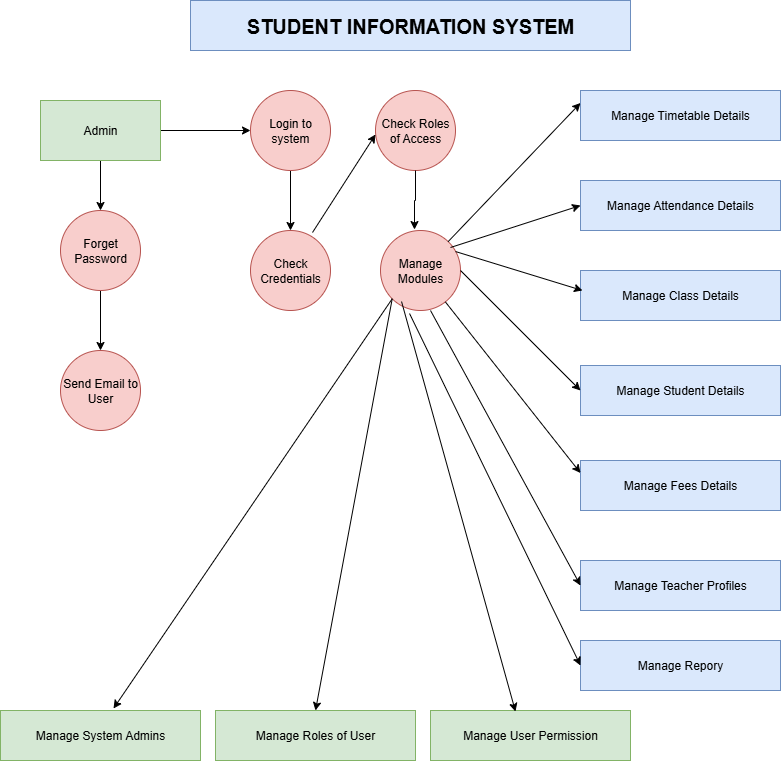 STUDENT INFORMATION SYSTEM
Admin
Login to
system
Check Roles
of Access
Manage Timetable Details
Manage Attendance Details
Forget
Password
Check
Credentials
Manage
Modules
Manage Class Details
Send Email to
User
Manage Student Details
Manage Fees Details
Manage Teacher Profiles
Manage Repory
Manage System Admins
Manage Roles of User
Manage User Permission